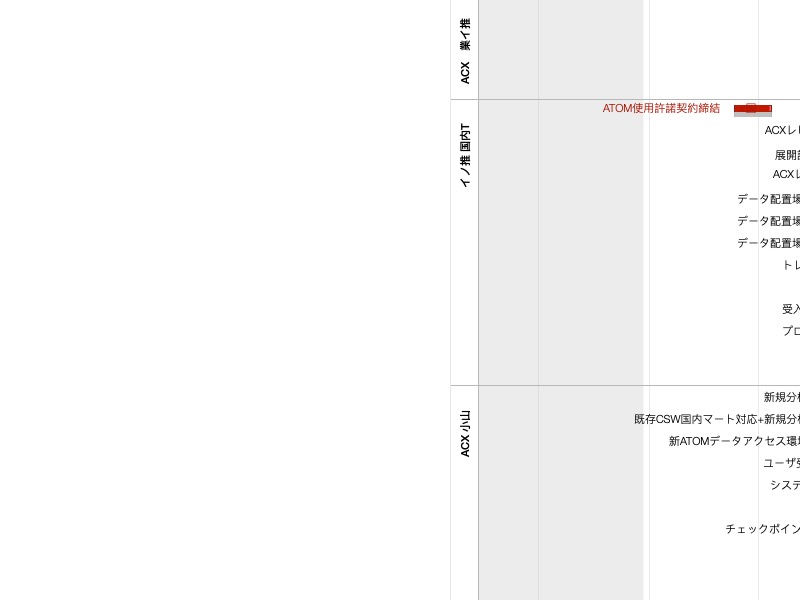 ACX 業イ推
ATOM使用許諾契約締結
イノ推 国内T
ACXレ
展開
ACXレ
データ配置場
データ配置場
データ配置場
トレ
受入
プロ
新規分
ACX 小山
既存CSW国内マート対応+新規分
新ATOMデータアクセス環
ユーザ
システ
チェックポイン